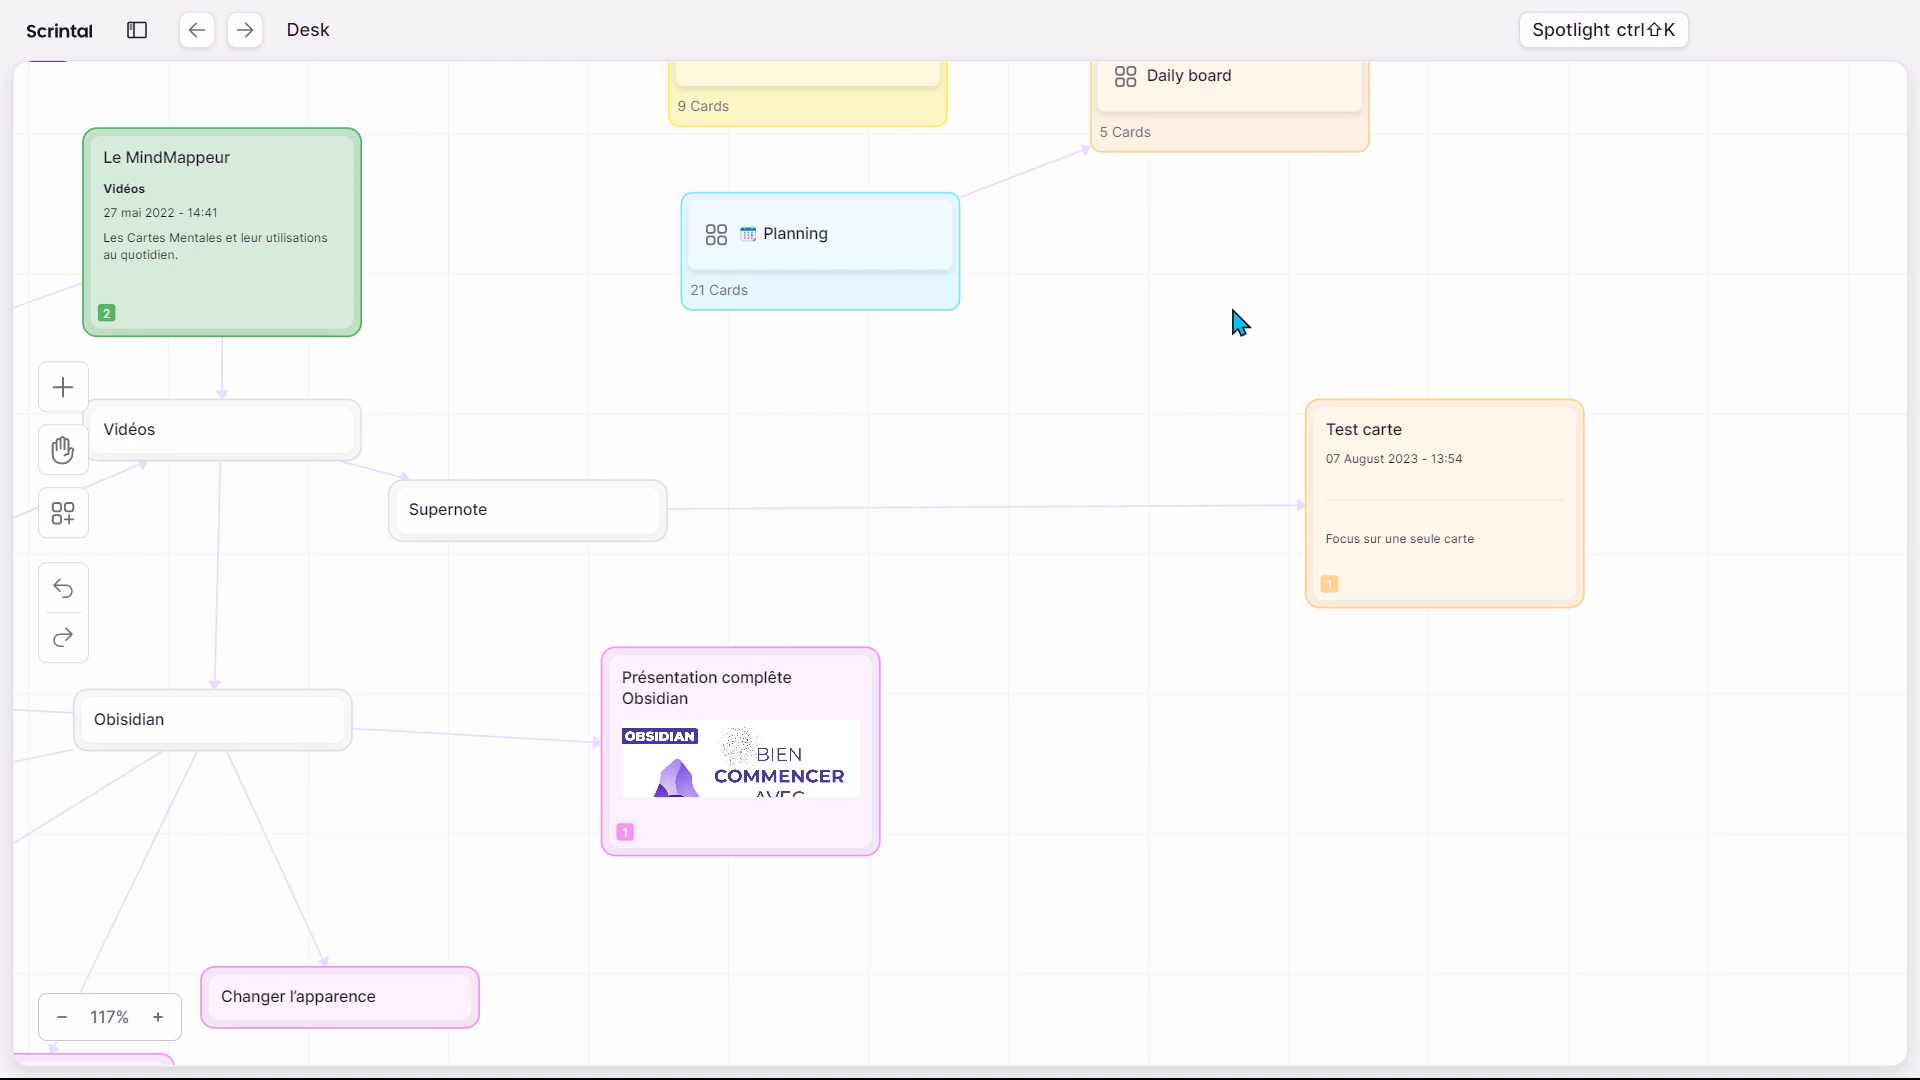 Scrintal
Desk
Spotlight ctrl⇧K
9 Cards
Daily board
5 Cards
Le MindMappeur
Vidéos
27 mai 2022 - 14:41
Les Cartes Mentales et leur utilisations
au quotidien.
2
Planning
21 Cards
Vidéos
Supernote
Test carte
07 August 2023 - 13:54
Focus sur une seule carte
1
Obisidian
Présentation complête
Obsidian
OBSIDIAN
BIEN
COMMENCER
AVEC
1
Changer l’apparence
− 117% +